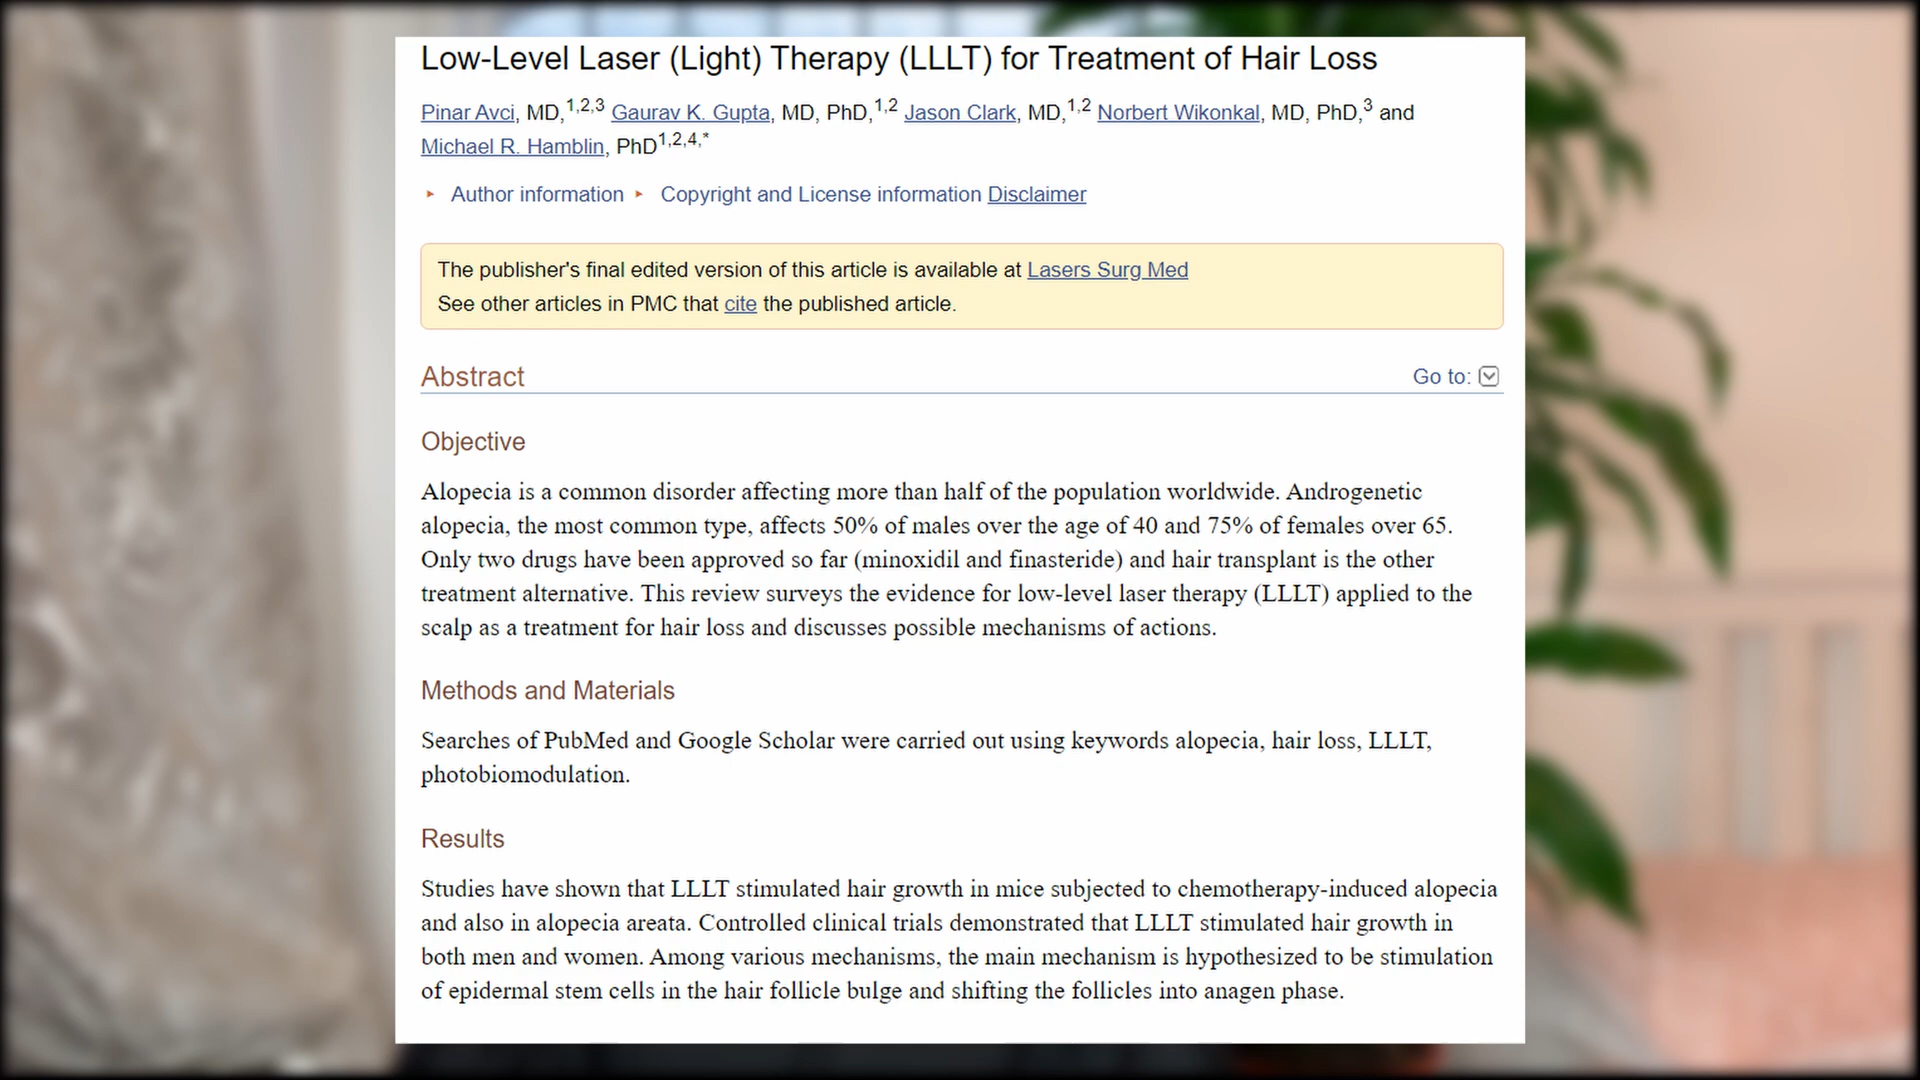 Low-Level Laser (Light) Therapy (LLLT) for Treatment of Hair Loss
Pinar Avci, MD,1,2,3 Gaurav K. Gupta, MD, PhD,1,2 Jason Clark, MD,1,2 Norbert Wikonkal, MD, PhD,3 and
Michael R. Hamblin, PhD1,2,4,*
Author information Copyright and License information Disclaimer
The publisher's final edited version of this article is available at Lasers Surg Med
See other articles in PMC that cite the published article.
Abstract Go to:
Objective
Alopecia is a common disorder affecting more than half of the population worldwide. Androgenetic
alopecia, the most common type, affects 50% of males over the age of 40 and 75% of females over 65.
Only two drugs have been approved so far (minoxidil and finasteride) and hair transplant is the other
treatment alternative. This review surveys the evidence for low-level laser therapy (LLLT) applied to the
scalp as a treatment for hair loss and discusses possible mechanisms of actions.
Methods and Materials
Searches of PubMed and Google Scholar were carried out using keywords alopecia, hair loss, LLLT,
photobiomodulation.
Results
Studies have shown that LLLT stimulated hair growth in mice subjected to chemotherapy-induced alopecia
and also in alopecia areata. Controlled clinical trials demonstrated that LLLT stimulated hair growth in
both men and women. Among various mechanisms, the main mechanism is hypothesized to be stimulation
of epidermal stem cells in the hair follicle bulge and shifting the follicles into anagen phase.